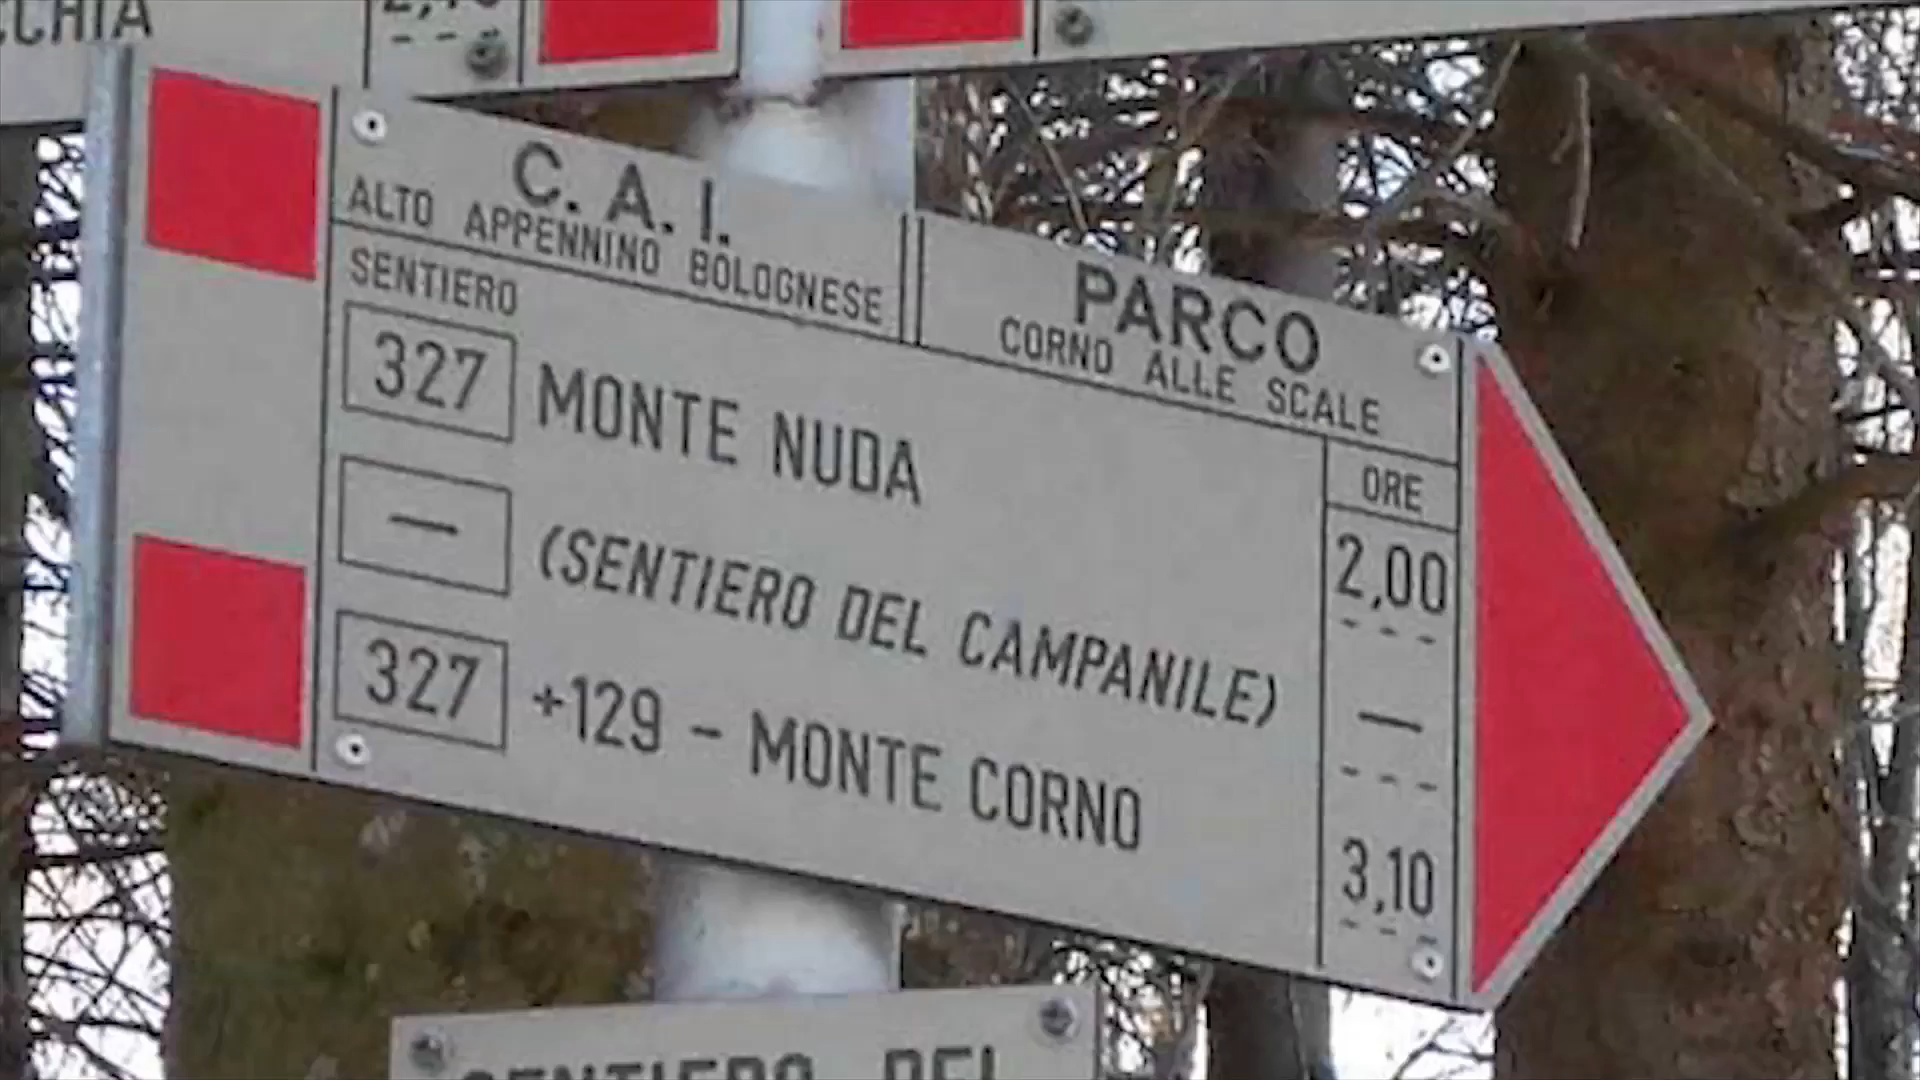 C. A. I.
ALTO APPENNINO BOLOGNESE
PARCO
CORNO ALLE SCALE
SENTIERO
ORE
327 MONTE NUDA 2,00
— (SENTIERO DEL CAMPANILE) —
327 +129 - MONTE CORNO 3,10
SENTIERO DEL